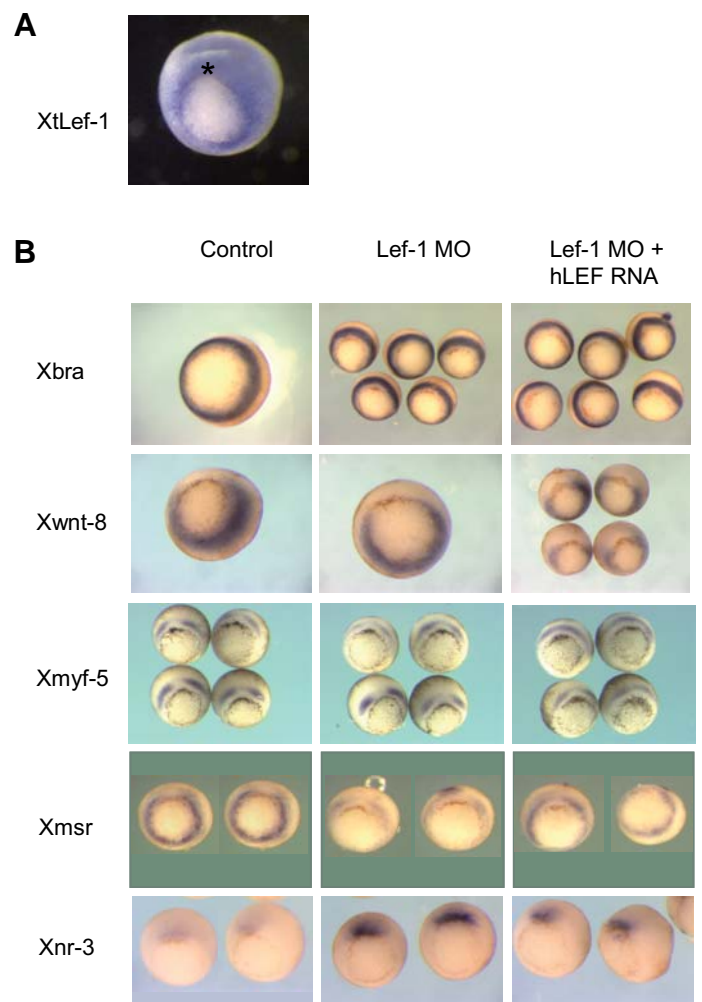 A
*
XtLef-1
B
Control Lef-1 MO Lef-1 MO +
hLEF RNA
Xbra
Xwnt-8
Xmyf-5
Xmsr
Xnr-3